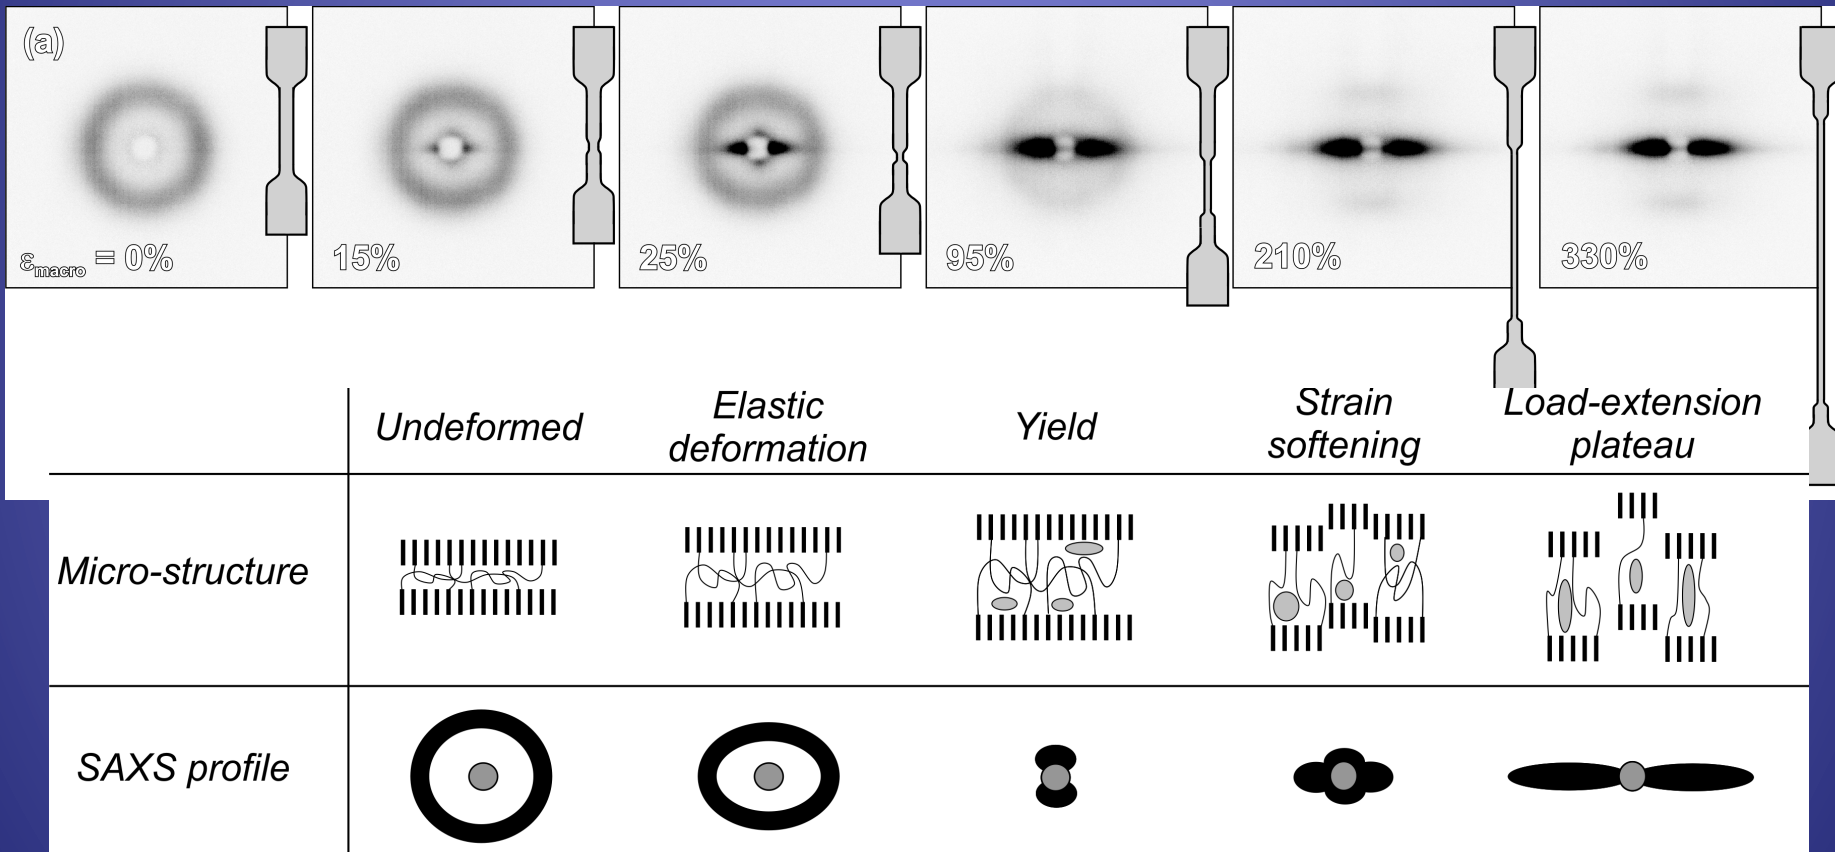 (a)
εmacro = 0%
15%
25%
95%
210%
330%
Undeformed
Elastic
deformation
Yield
Strain
softening
Load-extension
plateau
Micro-structure
SAXS profile